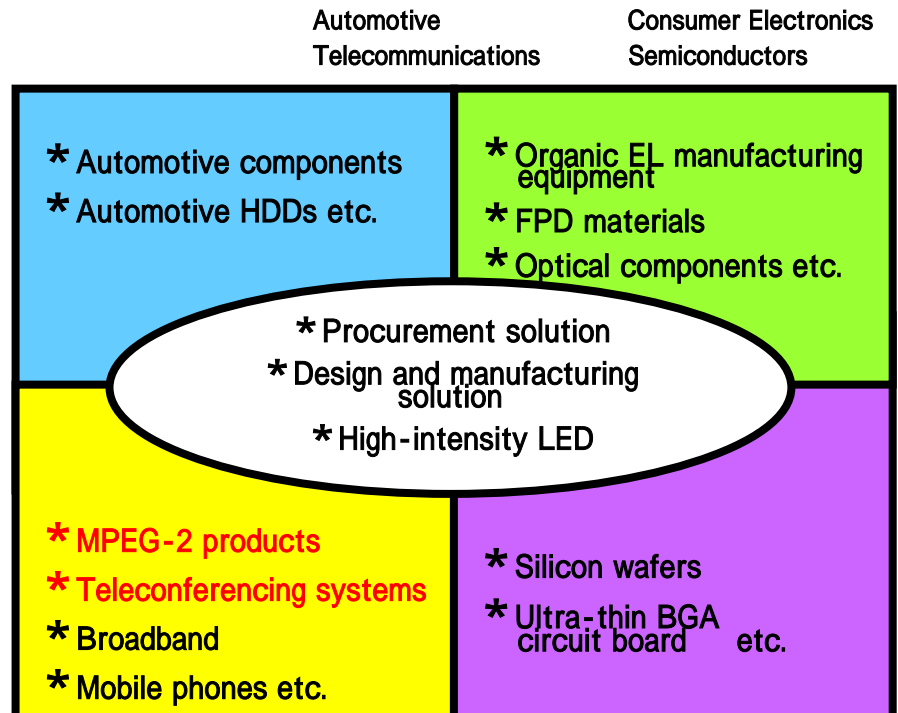 Automotive
Telecommunications
Consumer Electronics
Semiconductors
* Automotive components
* Automotive HDDs etc.
* Organic EL manufacturing
equipment
* FPD materials
* Optical components etc.
* Procurement solution
* Design and manufacturing
solution
* High-intensity LED
* MPEG-2 products
* Teleconferencing systems
* Broadband
* Mobile phones etc.
* Silicon wafers
* Ultra-thin BGA
circuit board etc.